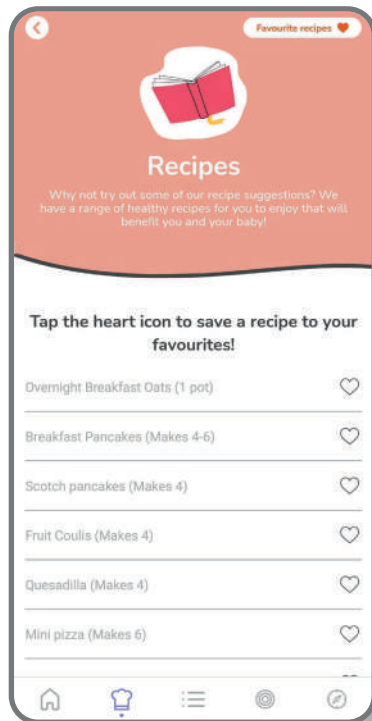 Favourite recipes
Recipes
Why not try out some of our recipe suggestions? We
have a range of healthy recipes for you to enjoy that will
benefit you and your baby!
Tap the heart icon to save a recipe to your
favourites!
Overnight Breakfast Oats (1 pot)
Breakfast Pancakes (Makes 4-6)
Scotch pancakes (Makes 4)
Fruit Coulis (Makes 4)
Quesadilla (Makes 4)
Mini pizza (Makes 6)